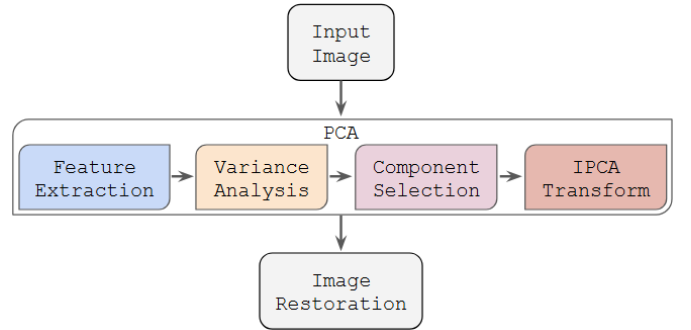 Input
Image
PCA
Feature
Extraction
Variance
Analysis
Component
Selection
IPCA
Transform
Image
Restoration